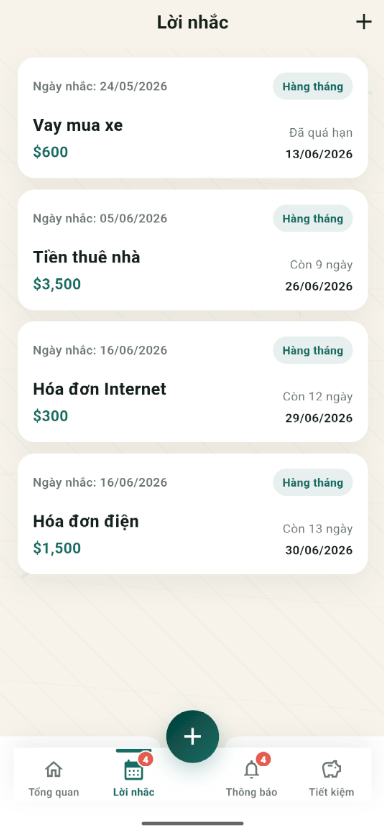 Lời nhắc
Ngày nhắc: 24/05/2026
Hàng tháng
Vay mua xe
Đã quá hạn
$600
13/06/2026
Ngày nhắc: 05/06/2026
Hàng tháng
Tiền thuê nhà
Còn 9 ngày
$3,500
26/06/2026
Ngày nhắc: 16/06/2026
Hàng tháng
Hóa đơn Internet
Còn 12 ngày
$300
29/06/2026
Ngày nhắc: 16/06/2026
Hàng tháng
Hóa đơn điện
Còn 13 ngày
$1,500
30/06/2026
4
4
Tổng quan
Lời nhắc
Thông báo
Tiết kiệm